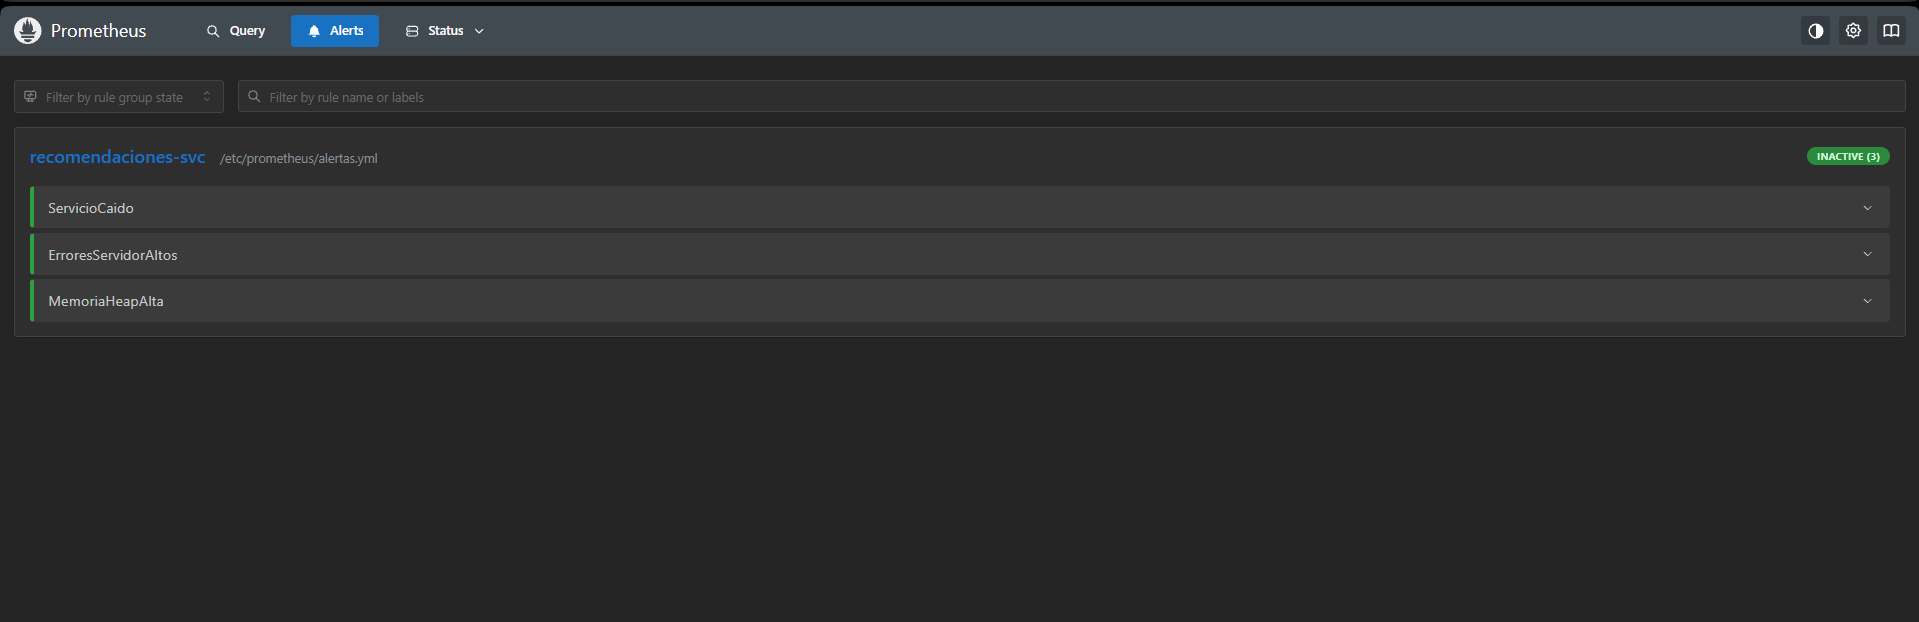 Prometheus Query Alerts Status
Filter by rule group state Filter by rule name or labels
recomendaciones-svc /etc/prometheus/alertas.yml INACTIVE (3)
ServicioCaido
ErroresServidorAltos
MemoriaHeapAlta